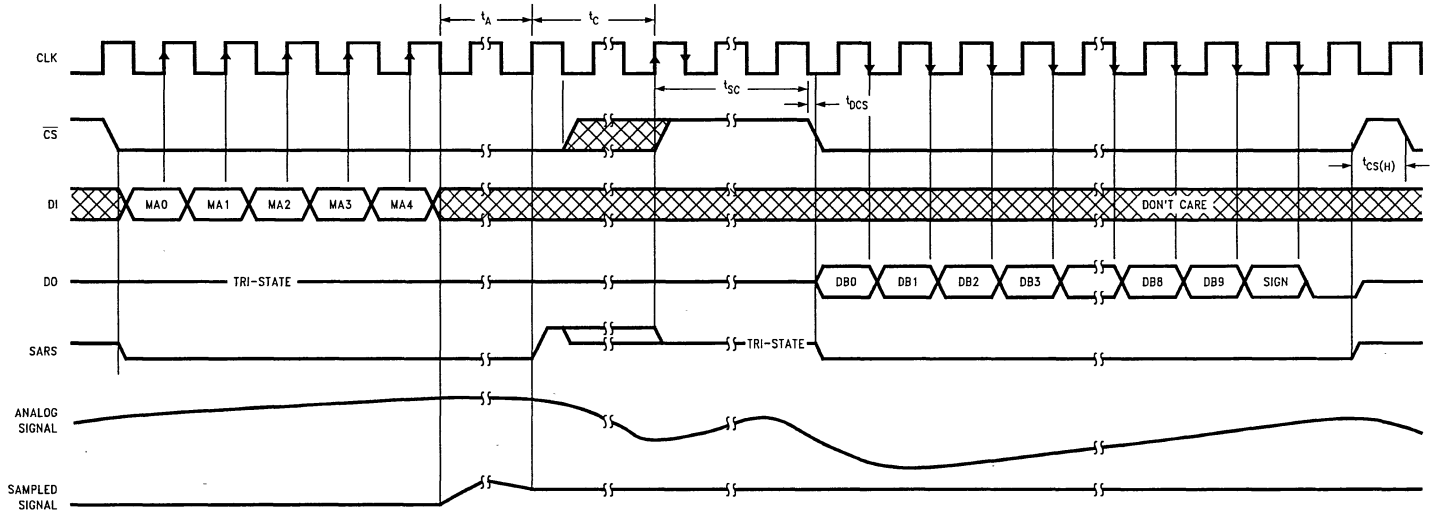 tA tC
CLK
tSC
tDCS
CS
tCS(H)
DI MA0 MA1 MA2 MA3 MA4 DON'T CARE
DO TRI-STATE DB0 DB1 DB2 DB3 DB8 DB9 SIGN
SARS TRI-STATE
ANALOG
SIGNAL
SAMPLED
SIGNAL